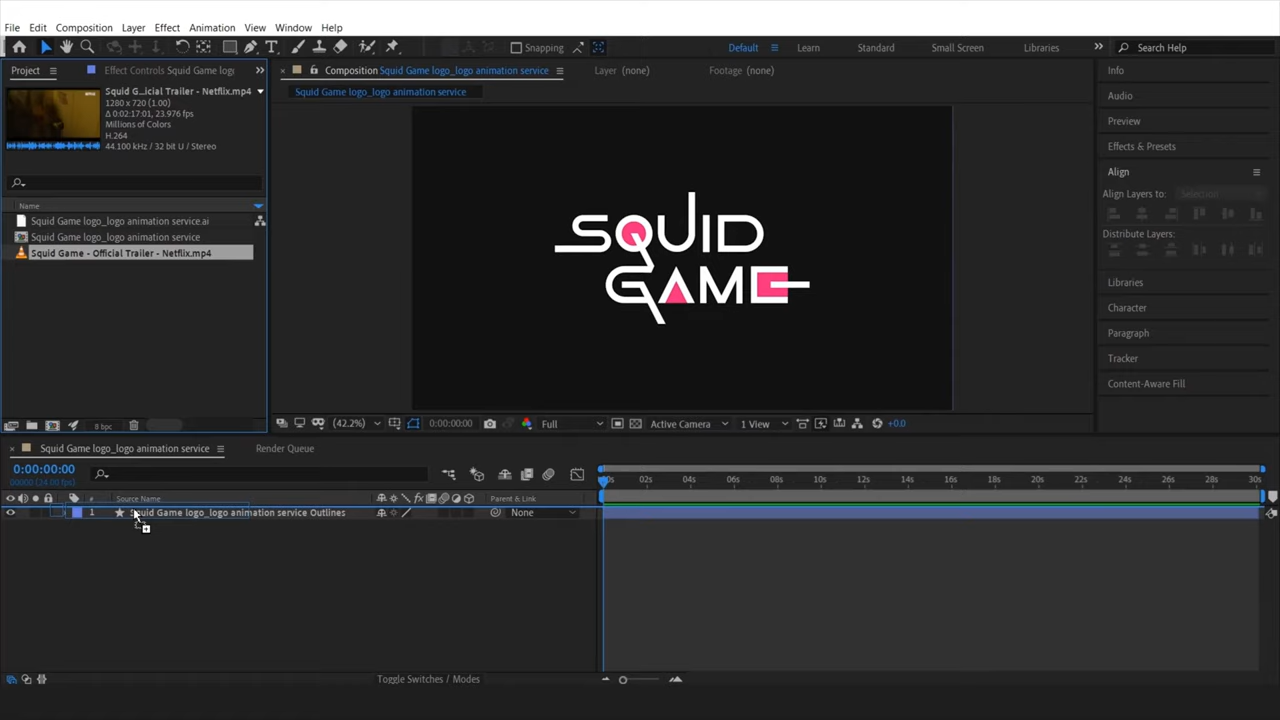 File Edit Composition Layer Effect Animation View Window Help
Snapping Default Learn Standard Small Screen Libraries Search Help
Project Effect Controls Squid Game logo
Composition Squid Game logo_logo animation service Layer (none) Footage (none)
Info
Squid G...icial Trailer - Netflix.mp4
1280 x 720 (1.00)
Δ 0:02:17:01, 23.976 fps
Millions of Colors
H.264
44.100 kHz / 32 bit U / Stereo
Squid Game logo_logo animation service
Audio
Preview
Effects & Presets
Align
Align Layers to: Selection
Distribute Layers:
Libraries
Character
Paragraph
Tracker
Content-Aware Fill
Name
Squid Game logo_logo animation service.ai
Squid Game logo_logo animation service
Squid Game - Official Trailer - Netflix.mp4
SQUID
GAME
8 bpc
(42.2%) 0:00:00:00 Full Active Camera 1 View +0.0
Squid Game logo_logo animation service Render Queue
0:00:00:00
00000 (24.00 fps)
02s 04s 06s 08s 10s 12s 14s 16s 18s 20s 22s 24s 26s 28s 30s
# Source Name Parent & Link
1 Squid Game logo_logo animation service Outlines None
Toggle Switches / Modes